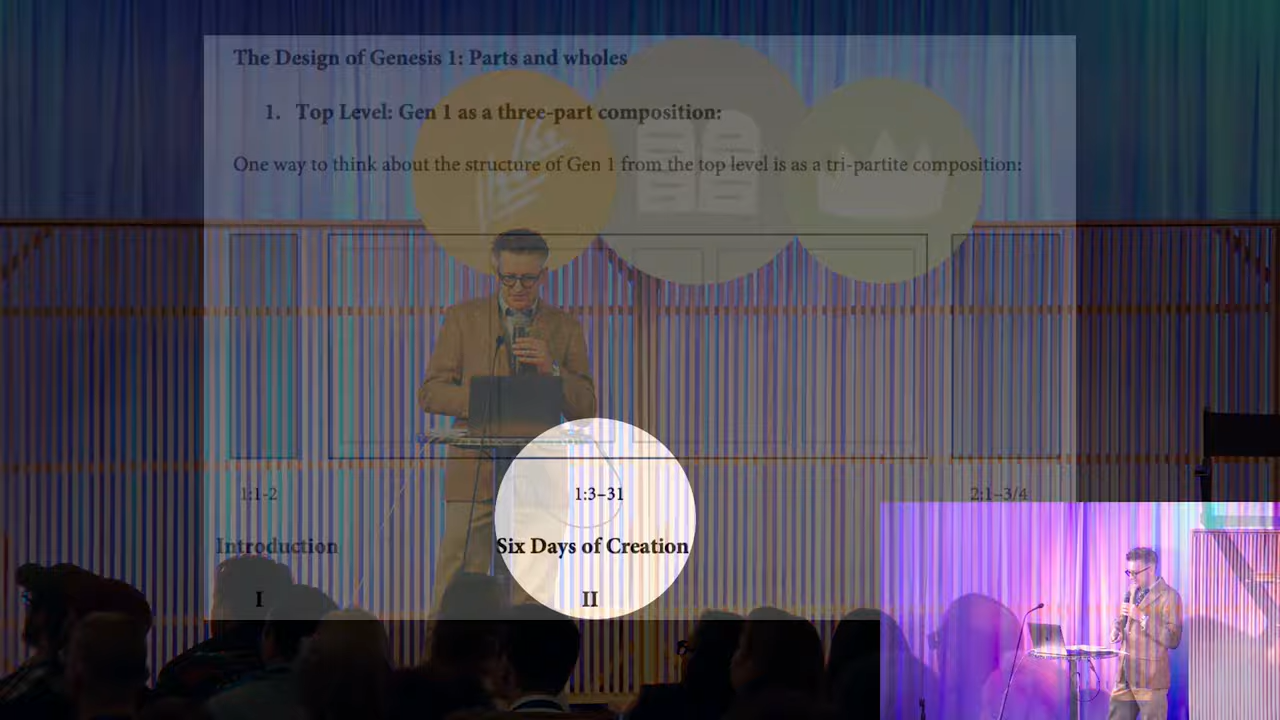 The Design of Genesis 1: Parts and wholes
1. Top Level: Gen 1 as a three-part composition:
One way to think about the structure of Gen 1 from the top level is as a tri-partite composition:
1:1-2 1:3–31 2:1–3/4
Introduction Six Days of Creation
I II